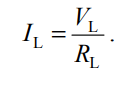 I_L = V_L / R_L .